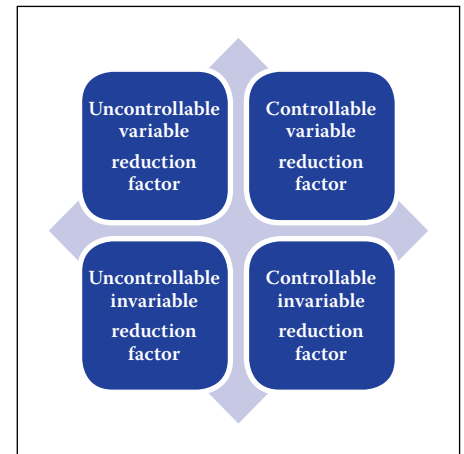 Uncontrollable
variable
reduction
factor
Controllable
variable
reduction
factor
Uncontrollable
invariable
reduction
factor
Controllable
invariable
reduction
factor